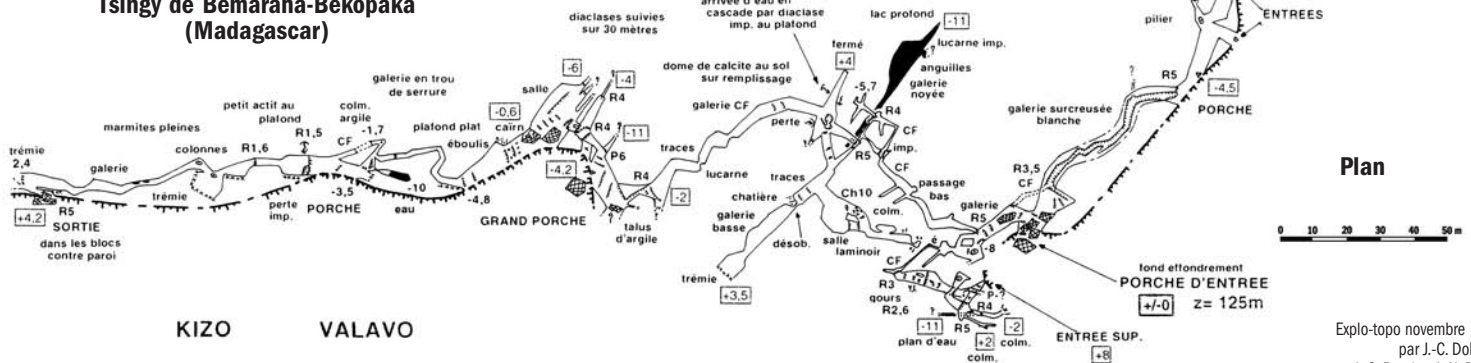 Tsingy de Bemaraha-Bekopaka
(Madagascar)
diaclases suivies
sur 30 mètres
arrivée d'eau en
cascade par diaclase
imp. au plafond
lac profond
-11
fermé
+4
lucarne imp.
anguilles
galerie
noyée
dome de calcite au sol
sur remplissage
-5,7
R4
galerie CF
perte
CF
imp.
R5
CF
pilier
ENTREES
R5
-4,5
PORCHE
galerie surcreusée
blanche
?
R3,5
CF
trémie
2,4
galerie
marmites pleines
colonnes
R1,6
petit actif au
plafond
R1,5
CF
colm.
argile
-1,7
galerie en trou
de serrure
plafond plat
éboulis
-0,6
cairn
salle
-6
-4
R4
R4
-11
P6
-4,2
R4
-2
traces
lucarne
talus
d'argile
GRAND PORCHE
-4,8
-10
eau
PORCHE
-3,5
perte
imp.
trémie
+4,2
R5
SORTIE
dans les blocs
contre paroi
traces
chatière
galerie
basse
désob.
trémie
+3,5
Ch10
colm.
salle
laminoir
passage
bas
galerie
R5
-8
CF
R3
gours
R2,6
é
E
P-?
R4
-11
plan d'eau
R5
+2
colm.
-2
colm.
ENTREE SUP.
+8
fond effondrement
PORCHE D'ENTREE
+/-0
z= 125m
Plan
0 10 20 30 40 50 m
KIZO VALAVO
Explo-topo novembre
par J.-C. Dol